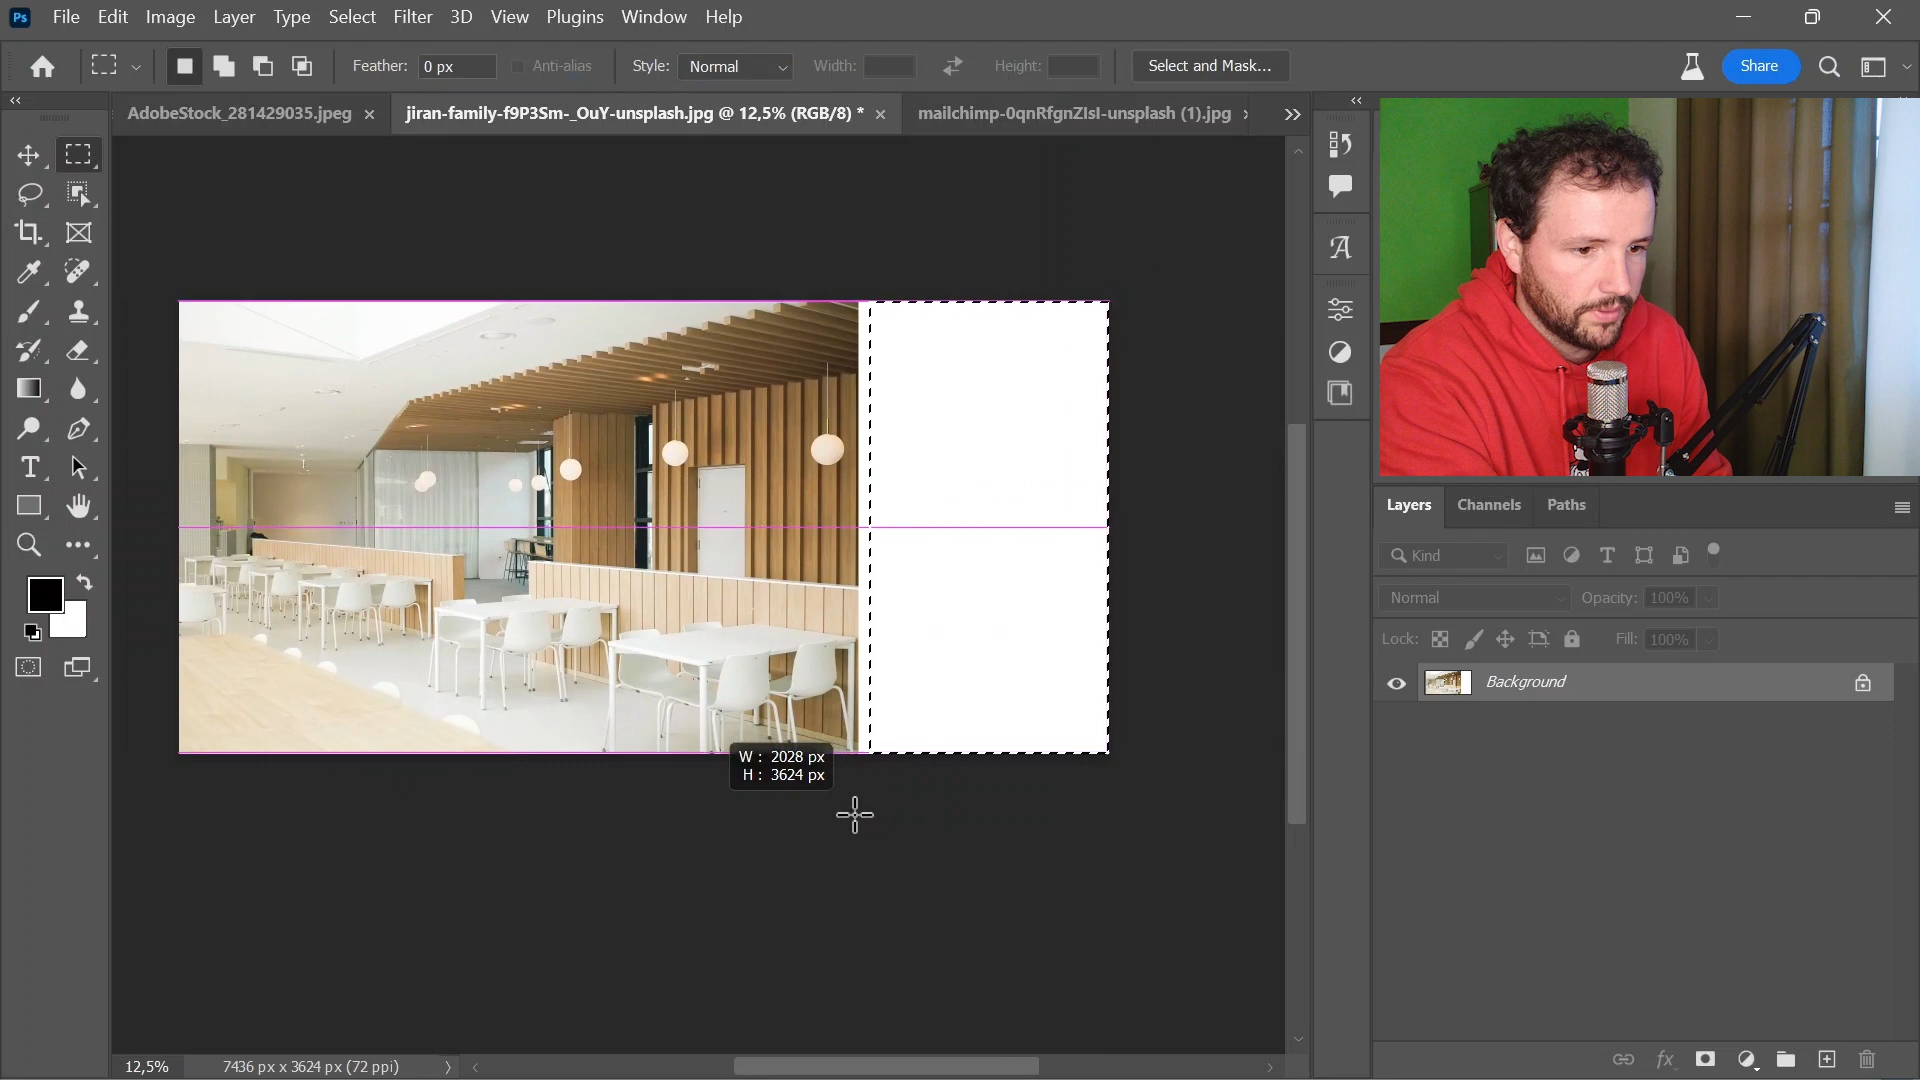 Ps File Edit Image Layer Type Select Filter 3D View Plugins Window Help
Feather: 0 px Anti-alias Style: Normal Width: Height: Select and Mask... Share
AdobeStock_281429035.jpeg × jiran-family-f9P3Sm-_OuY-unsplash.jpg @ 12,5% (RGB/8) * × mailchimp-0qnRfgnZIsI-unsplash (1).jpg
W : 2028 px
H : 3624 px
Layers Channels Paths
Kind
Normal Opacity: 100%
Lock: Fill: 100%
Background
12,5% 7436 px x 3624 px (72 ppi)